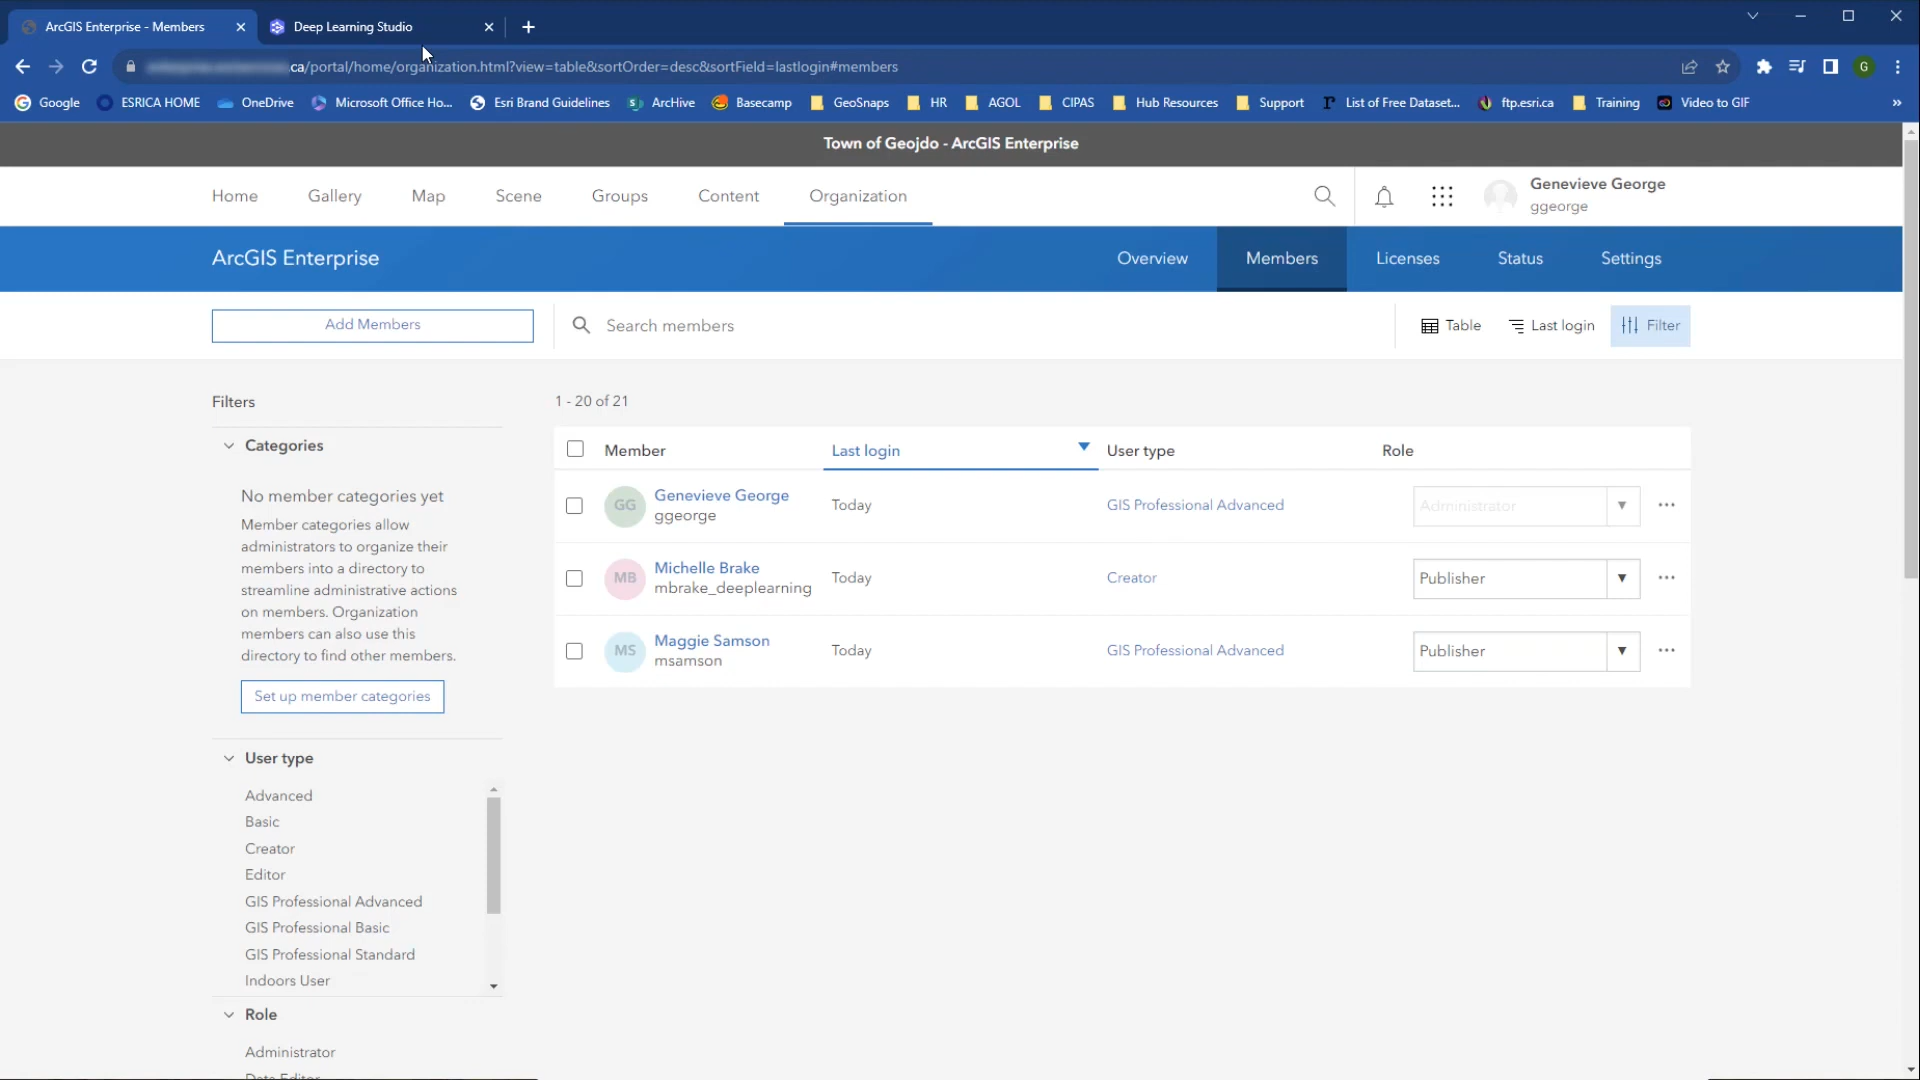 ArcGIS Enterprise - Members
Deep Learning Studio
ca/portal/home/organization.html?view=table&sortOrder=desc&sortField=lastlogin#members
G
Google
ESRICA HOME
OneDrive
Microsoft Office Ho...
Esri Brand Guidelines
ArcHive
Basecamp
GeoSnaps
HR
AGOL
CIPAS
Hub Resources
Support
List of Free Dataset...
ftp.esri.ca
Training
Video to GIF
»
Town of Geojdo - ArcGIS Enterprise
Home
Gallery
Map
Scene
Groups
Content
Organization
Genevieve George
ggeorge
ArcGIS Enterprise
Overview
Members
Licenses
Status
Settings
Add Members
Search members
Table
Last login
Filter
Filters
1 - 20 of 21
Categories
No member categories yet
Member categories allow
administrators to organize their
members into a directory to
streamline administrative actions
on members. Organization
members can also use this
directory to find other members.
Set up member categories
User type
Advanced
Basic
Creator
Editor
GIS Professional Advanced
GIS Professional Basic
GIS Professional Standard
Indoors User
Role
Administrator
Data Editor
Member
Last login
User type
Role
GG
Genevieve George
ggeorge
Today
GIS Professional Advanced
Administrator
MB
Michelle Brake
mbrake_deeplearning
Today
Creator
Publisher
MS
Maggie Samson
msamson
Today
GIS Professional Advanced
Publisher